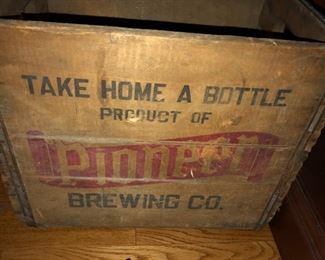 TAKE HOME A BOTTLE
PRODUCT OF
Pioneer
BREWING CO.